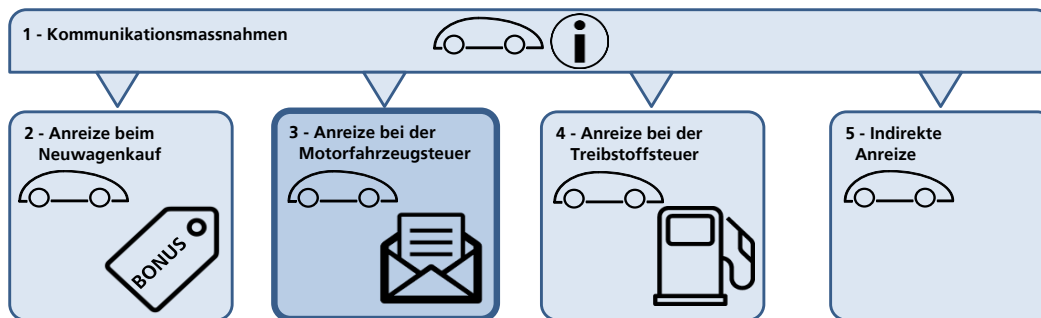 1 - Kommunikationsmassnahmen
2 - Anreize beim
Neuwagenkauf
BONUS
3 - Anreize bei der
Motorfahrzeugsteuer
4 - Anreize bei der
Treibstoffsteuer
5 - Indirekte
Anreize